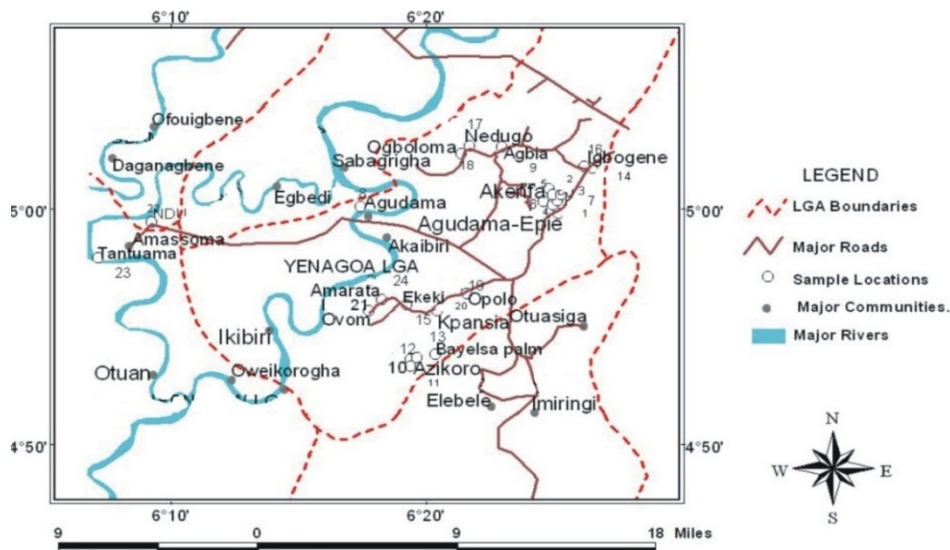 6°10'
6°20'
Ofouigbene
17
Nedugo
Ogboloma
16
Agbia
Igbogene
Daganagbene
Sabagrigha
18
9
2
14
Egbedi
8
Akenfa
3
7
Agudama
1
5°00'
22
NDU
Agudama-Epie
5°00'
Amassoma
Akaibiri
Tantuama
23
YENAGOA LGA
24
19
Amarata
Ekeki
Opolo
21
20
Ovom
15
Kpansia
Otuasiga
Ikibiri
13
12
Bayelsa palm
Otuan
Oweikorogha
10
Azikoro
11
Elebele
Imiringi
4°50'
4°50'
6°10'
6°20'
9
0
9
18
Miles
LEGEND
LGA Boundaries
Major Roads
Sample Locations
Major Communities.
Major Rivers
N
W
E
S